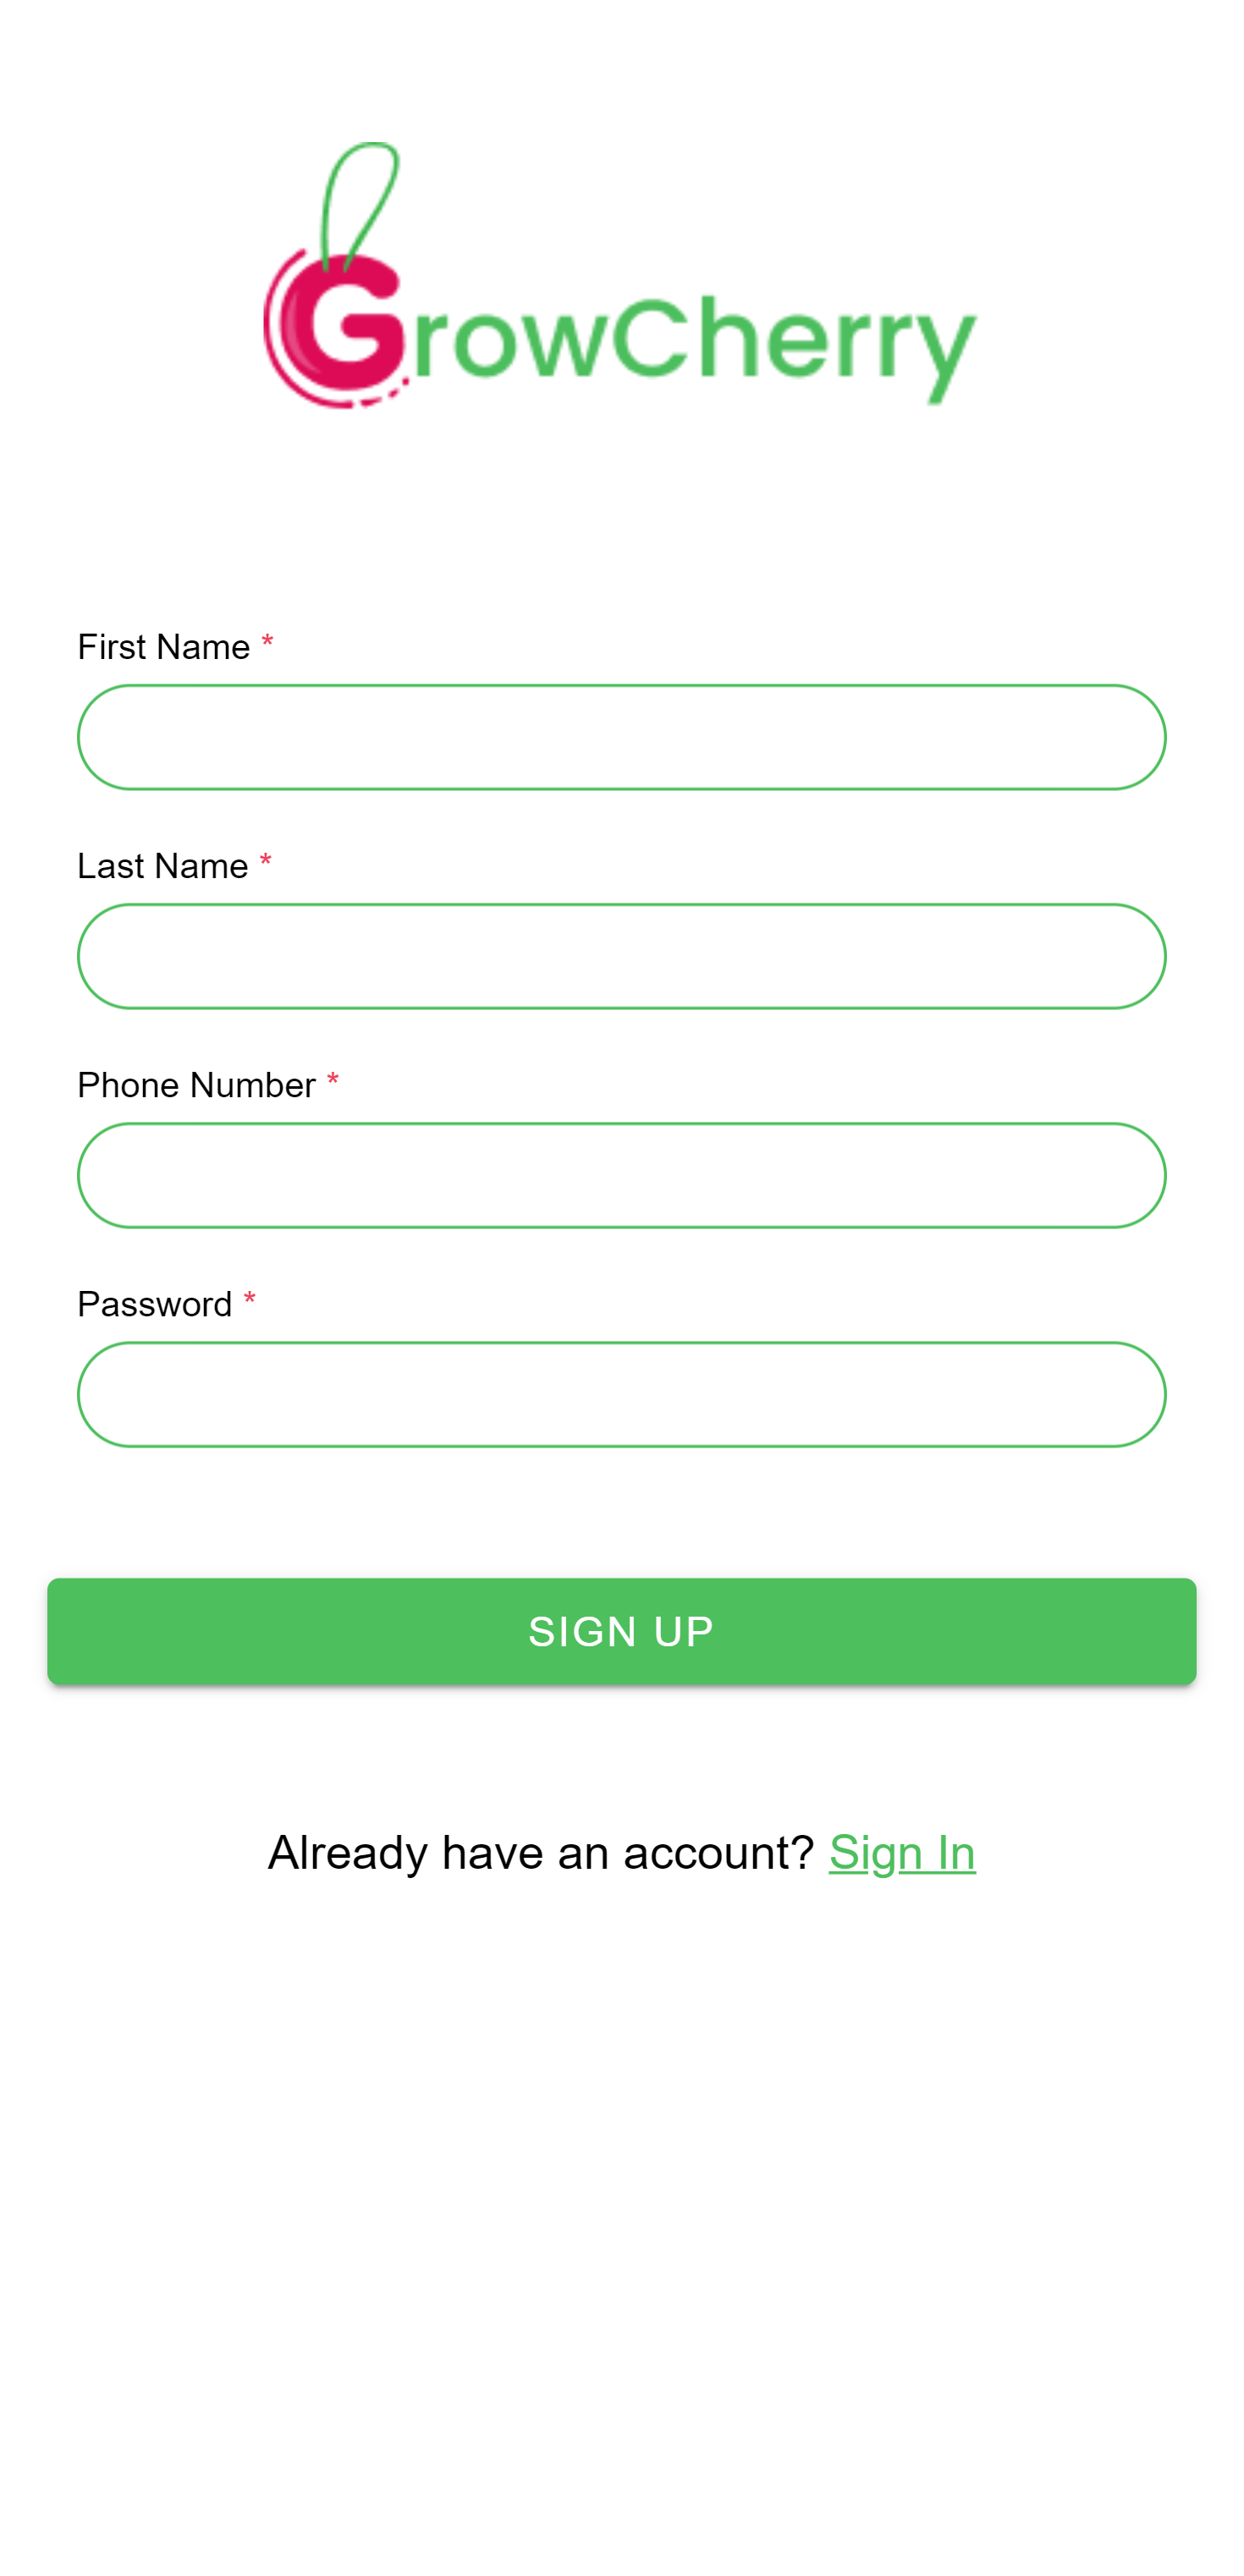 GrowCherry
First Name *
Last Name *
Phone Number *
Password *
SIGN UP
Already have an account? Sign In